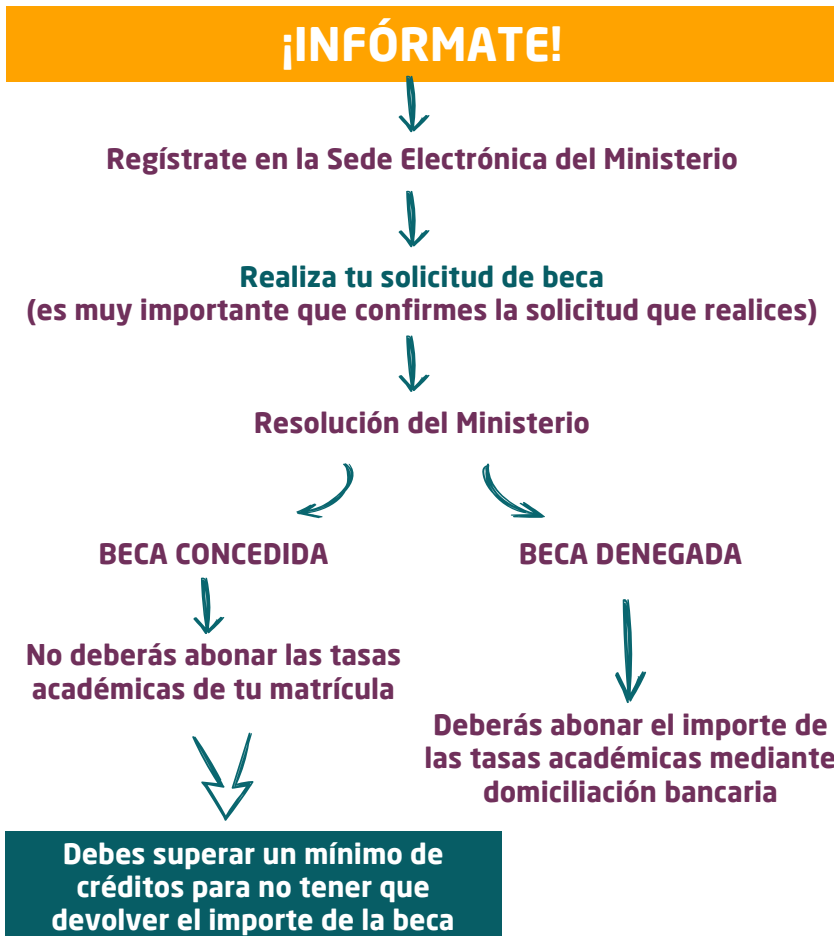 ¡INFÓRMATE!
Regístrate en la Sede Electrónica del Ministerio
Realiza tu solicitud de beca
(es muy importante que confirmes la solicitud que realices)
Resolución del Ministerio
BECA CONCEDIDA
BECA DENEGADA
No deberás abonar las tasas
académicas de tu matrícula
Deberás abonar el importe de
las tasas académicas mediante
domiciliación bancaria
Debes superar un mínimo de
créditos para no tener que
devolver el importe de la beca